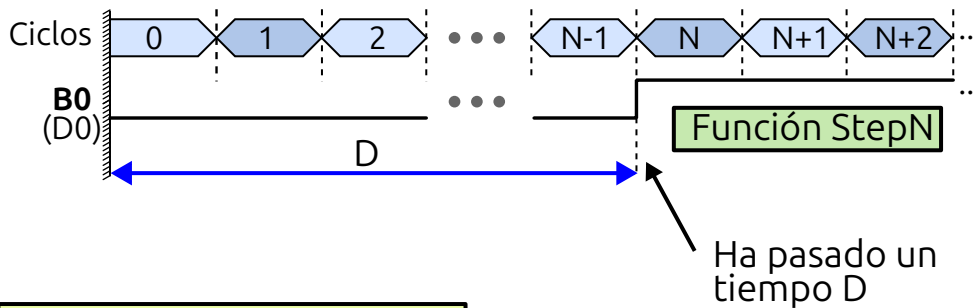 Ciclos 0 1 2 ••• N-1 N N+1 N+2 ..
B0 ••• ..
(D0)
Función StepN
D
Ha pasado un
tiempo D